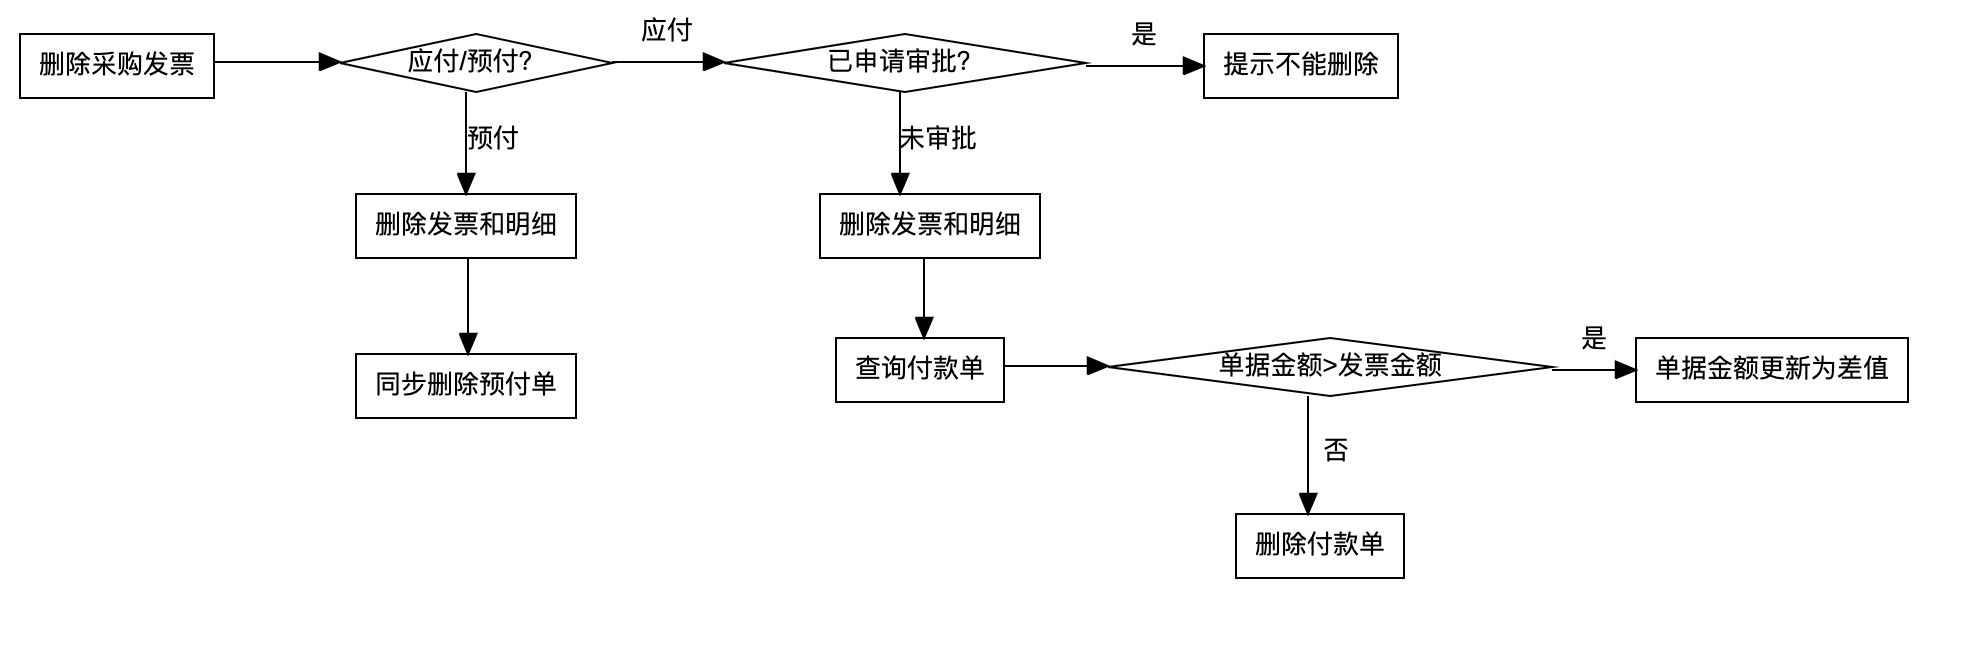 删除采购发票
应付/预付?
应付
已申请审批?
是
提示不能删除
预付
未审批
删除发票和明细
删除发票和明细
同步删除预付单
查询付款单
单据金额>发票金额
是
单据金额更新为差值
否
删除付款单